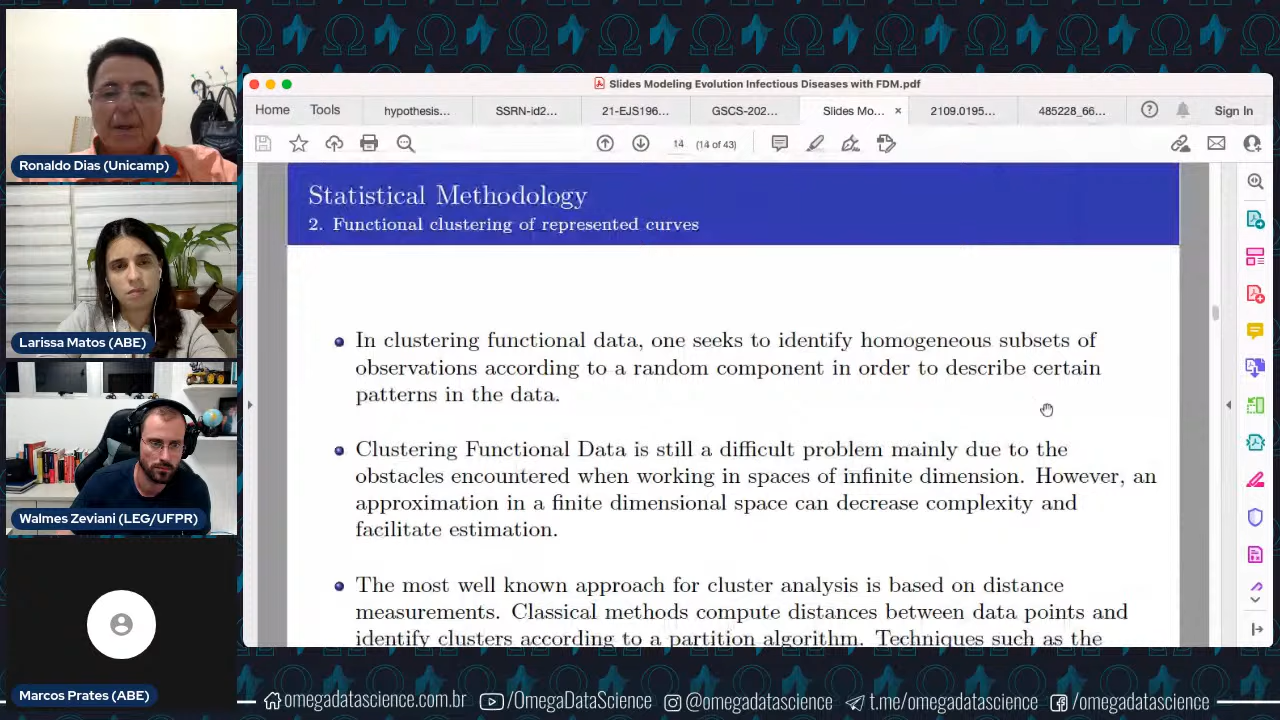 Ronaldo Dias (Unicamp)
Larissa Matos (ABE)
Walmes Zeviani (LEG/UFPR)
Marcos Prates (ABE)
Slides Modeling Evolution Infectious Diseases with FDM.pdf
Home Tools hypothesis... SSRN-id2... 21-EJS196... GSCS-202... Slides Mo... × 2109.0195... 485228_66... Sign In
14 (14 of 43)
Statistical Methodology
2. Functional clustering of represented curves
In clustering functional data, one seeks to identify homogeneous subsets of
observations according to a random component in order to describe certain
patterns in the data.
Clustering Functional Data is still a difficult problem mainly due to the
obstacles encountered when working in spaces of infinite dimension. However, an
approximation in a finite dimensional space can decrease complexity and
facilitate estimation.
The most well known approach for cluster analysis is based on distance
measurements. Classical methods compute distances between data points and
identify clusters according to a partition algorithm. Techniques such as the
omegadatascience.com.br /OmegaDataScience @omegadatascience t.me/omegadatascience /omegadatascience